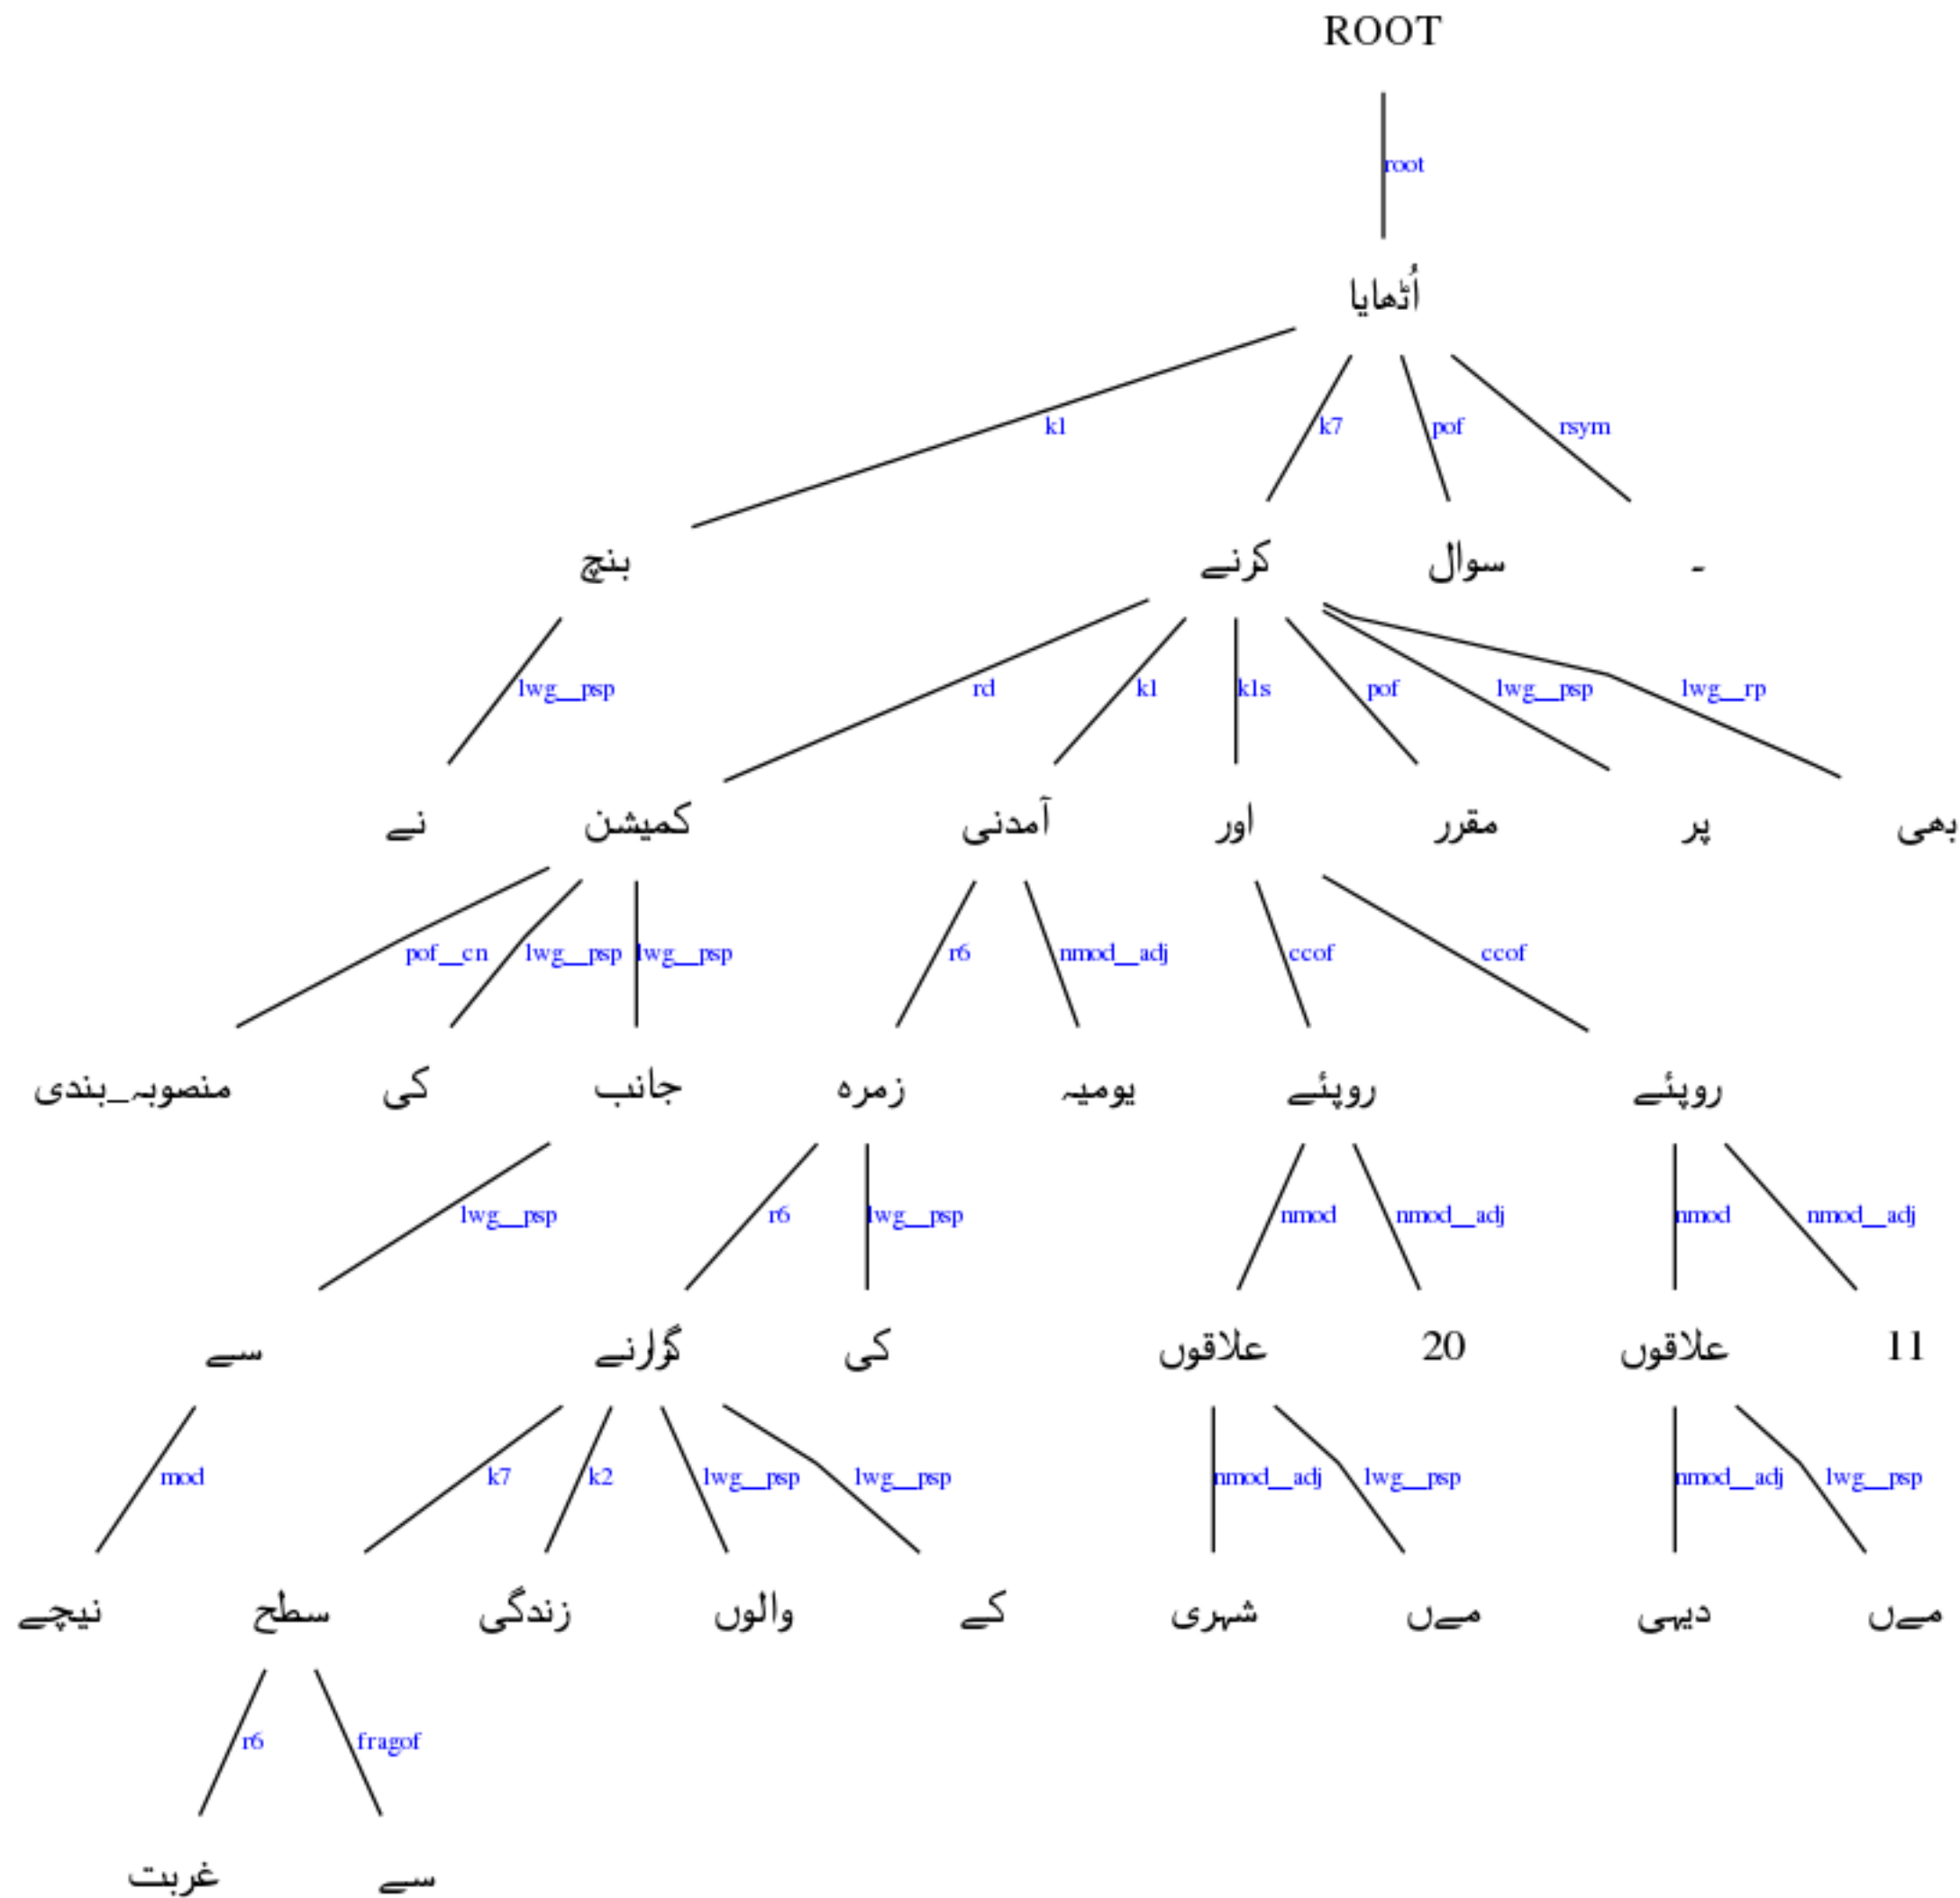 ROOT
root
اُٹھایا
k1 k7 pof rsym
بنچ کرنے سوال ۔
lwg__psp rd k1 k1s pof lwg__psp lwg__rp
نے کمیشن آمدنی اور مقرر پر بھی
pof__cn lwg__psp lwg__psp r6 nmod__adj ccof ccof
منصوبہ_بندی کی جانب زمرہ یومیہ روپئے روپئے
lwg__psp r6 lwg__psp nmod nmod__adj nmod nmod__adj
سے گزارنے کی علاقوں 20 علاقوں 11
mod k7 k2 lwg__psp lwg__psp nmod__adj lwg__psp nmod__adj lwg__psp
نیچے سطح زندگی والوں کے شہری مےں دیہی مےں
r6 fragof
غربت سے